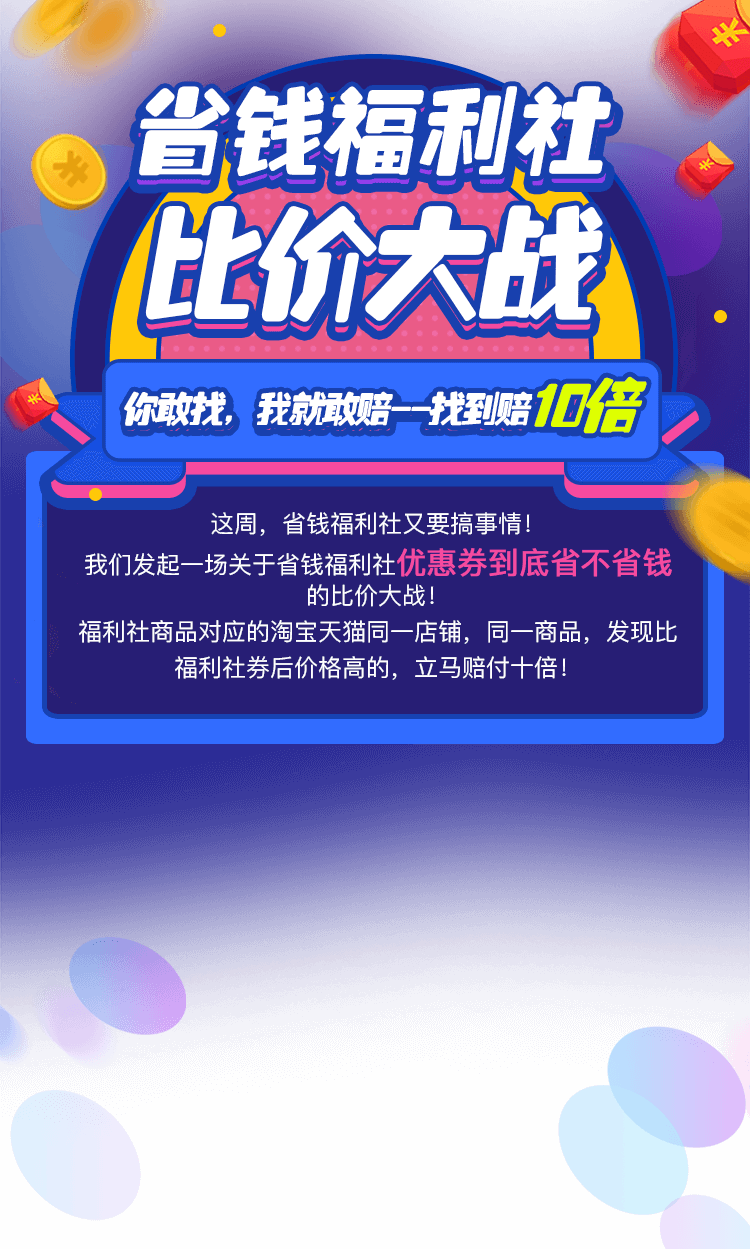 省钱福利社
比价大战
你敢找，我就敢赔——找到赔10倍
这周，省钱福利社又要搞事情！
我们发起一场关于省钱福利社优惠券到底省不省钱
的比价大战！
福利社商品对应的淘宝天猫同一店铺，同一商品，发现比
福利社券后价格高的，立马赔付十倍！